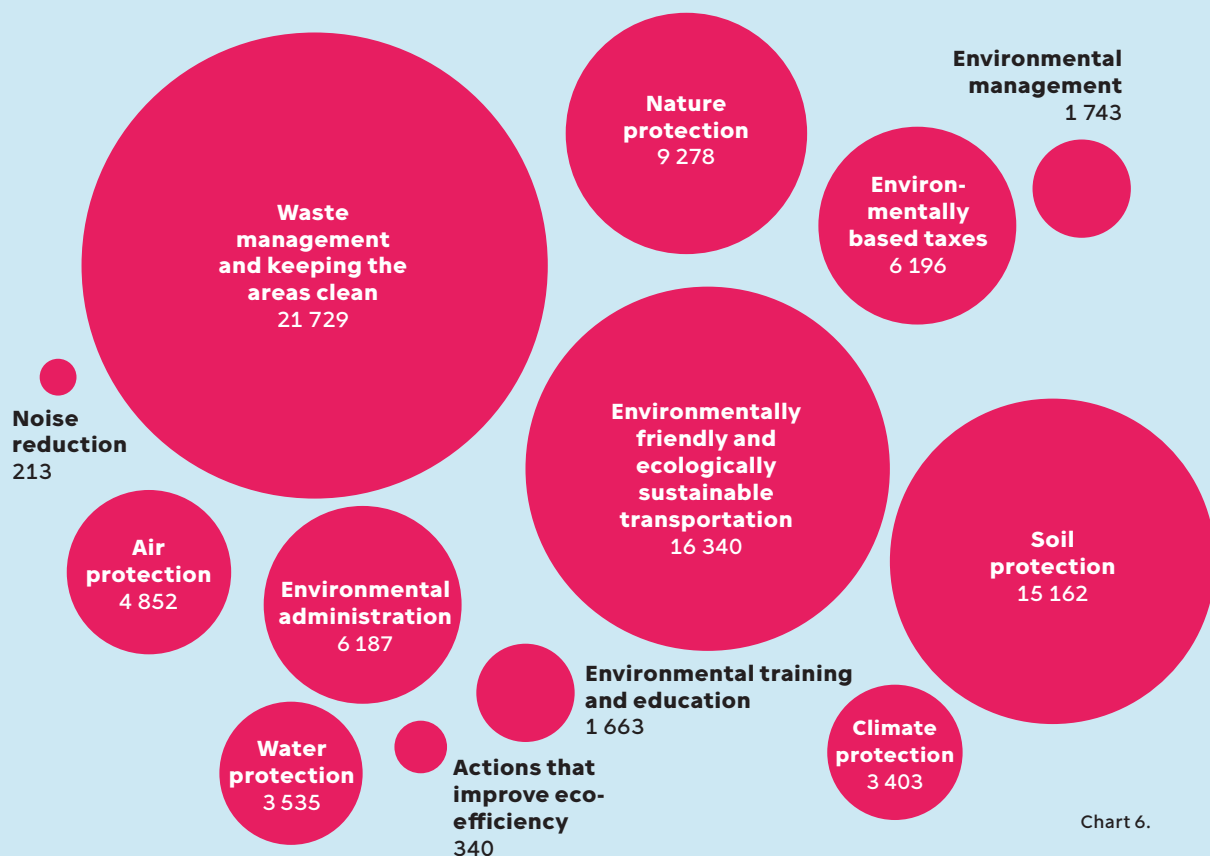 Waste
management
and keeping the
areas clean
21 729
Nature
protection
9 278
Environmental
management
1 743
Environ-
mentally
based taxes
6 196
Noise
reduction
213
Environmentally
friendly and
ecologically
sustainable
transportation
16 340
Soil
protection
15 162
Air
protection
4 852
Environmental
administration
6 187
Environmental training
and education
1 663
Water
protection
3 535
Actions that
improve eco-
efficiency
340
Climate
protection
3 403
Chart 6.